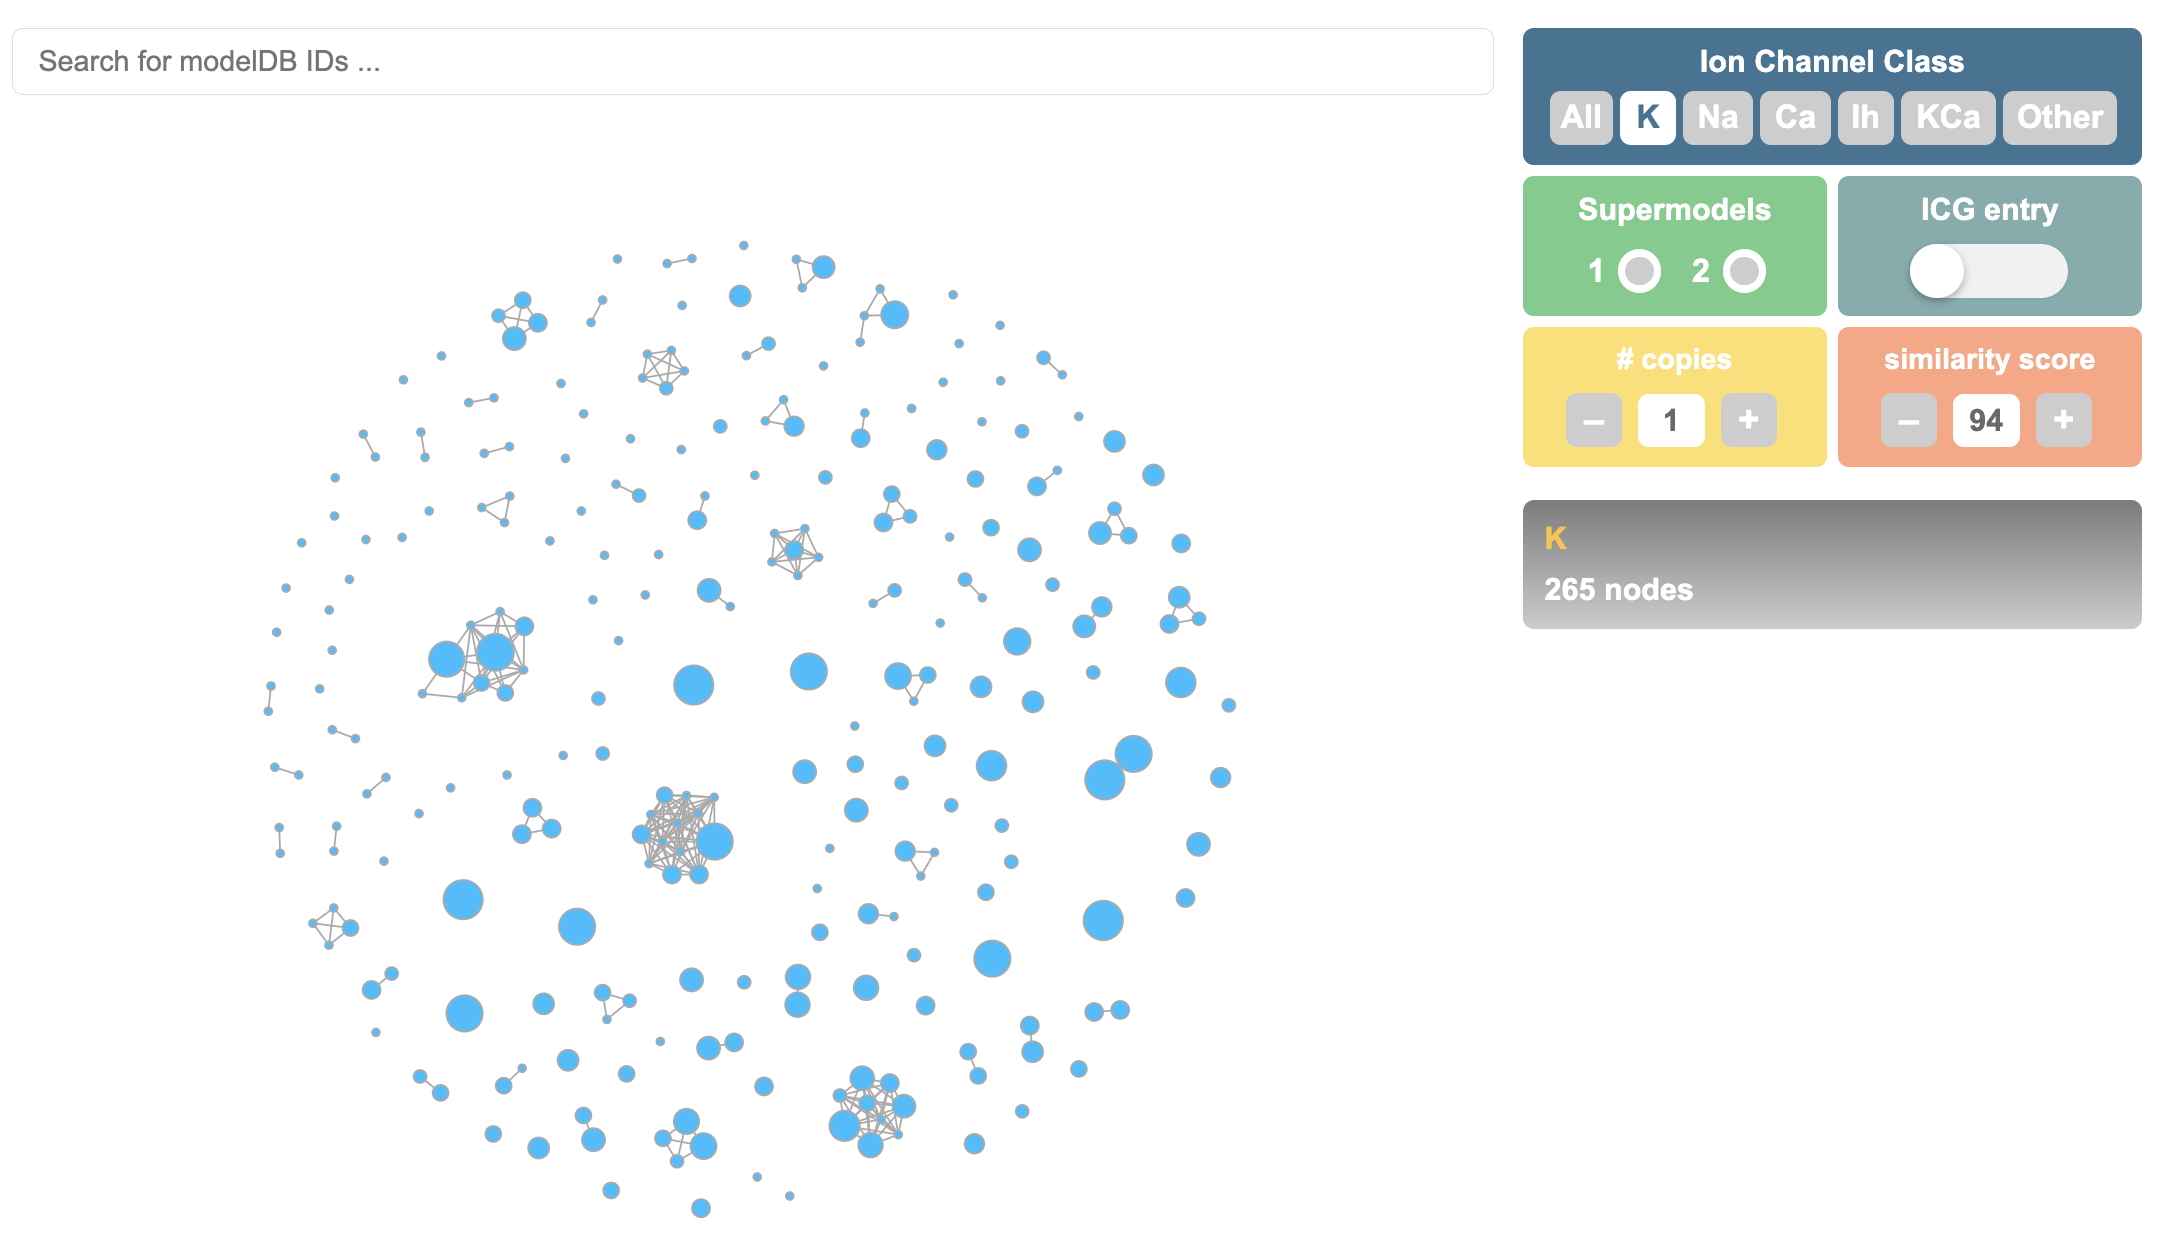 Search for modelDB IDs ...
Ion Channel Class
All K Na Ca Ih KCa Other
Supermodels
1 2
ICG entry
# copies
– 1 +
similarity score
– 94 +
K
265 nodes